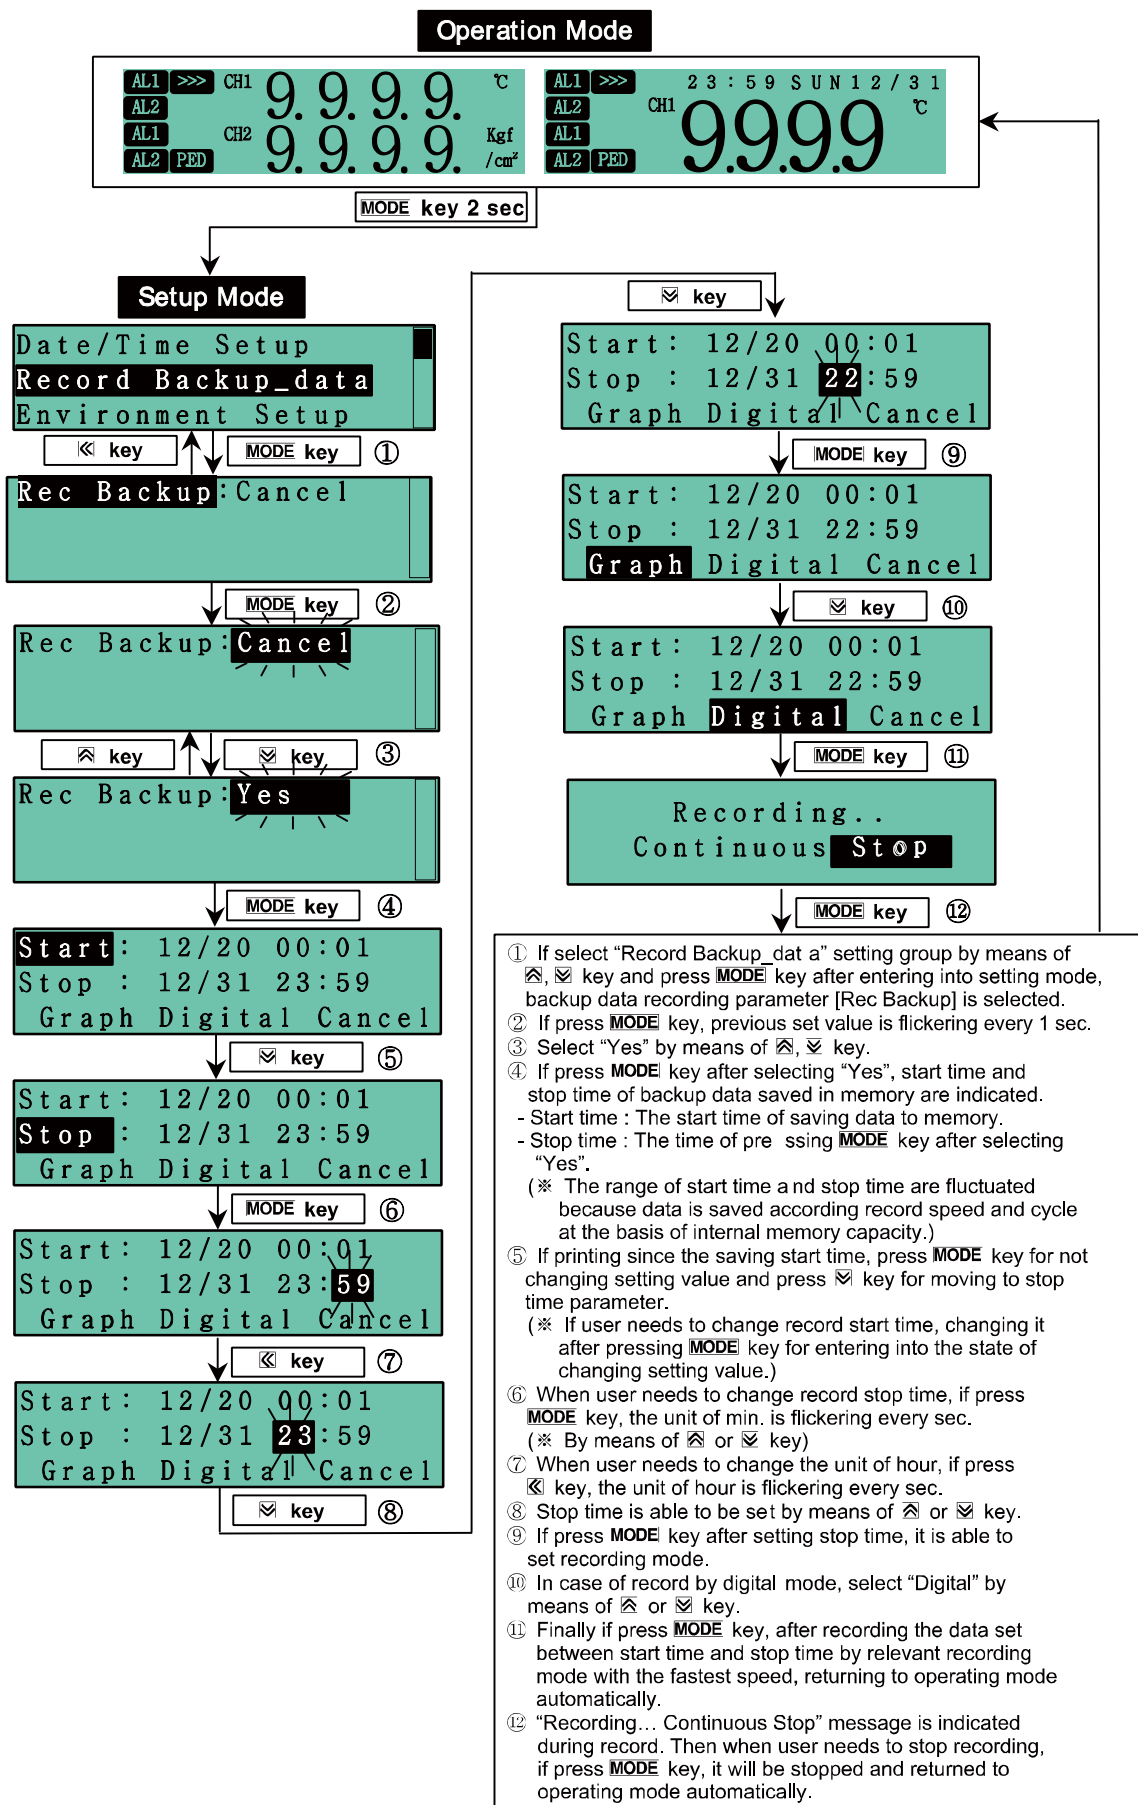 Operation Mode
AL1 >>> CH1 9.9.9.9. ℃
AL2
AL1 CH2 9.9.9.9. Kgf
AL2 P.ED /cm²
AL1 >>> 23:59 SUN12/31
AL2 CH1 9.9.9.9 ℃
AL1
AL2 P.ED
MODE key 2 sec
Setup Mode
Date/Time Setup
Record Backup_data
Environment Setup
key
MODE key ①
Rec Backup:Cancel
MODE key ②
Rec Backup:Cancel
key
key ③
Rec Backup:Yes
MODE key ④
Start: 12/20 00:01
Stop : 12/31 23:59
Graph Digital Cancel
key ⑤
Start: 12/20 00:01
Stop : 12/31 23:59
Graph Digital Cancel
MODE key ⑥
Start: 12/20 00:01
Stop : 12/31 23:59
Graph Digital Cancel
key ⑦
Start: 12/20 00:01
Stop : 12/31 23:59
Graph Digital Cancel
key ⑧
key
Start: 12/20 00:01
Stop : 12/31 22:59
Graph Digital Cancel
MODE key ⑨
Start: 12/20 00:01
Stop : 12/31 22:59
Graph Digital Cancel
key ⑩
Start: 12/20 00:01
Stop : 12/31 22:59
Graph Digital Cancel
MODE key ⑪
Recording..
Continuous Stop
MODE key ⑫
① If select “Record Backup_dat a” setting group by means of
, key and press MODE key after entering into setting mode,
backup data recording parameter [Rec Backup] is selected.
② If press MODE key, previous set value is flickering every 1 sec.
③ Select “Yes” by means of , key.
④ If press MODE key after selecting “Yes”, start time and
stop time of backup data saved in memory are indicated.
- Start time : The start time of saving data to memory.
- Stop time : The time of pre ssing MODE key after selecting
“Yes”.
(※ The range of start time and stop time are fluctuated
because data is saved according record speed and cycle
at the basis of internal memory capacity.)
⑤ If printing since the saving start time, press MODE key for not
changing setting value and press key for moving to stop
time parameter.
(※ If user needs to change record start time, changing it
after pressing MODE key for entering into the state of
changing setting value.)
⑥ When user needs to change record stop time, if press
MODE key, the unit of min. is flickering every sec.
(※ By means of or key)
⑦ When user needs to change the unit of hour, if press
key, the unit of hour is flickering every sec.
⑧ Stop time is able to be set by means of or key.
⑨ If press MODE key after setting stop time, it is able to
set recording mode.
⑩ In case of record by digital mode, select “Digital” by
means of or key.
⑪ Finally if press MODE key, after recording the data set
between start time and stop time by relevant recording
mode with the fastest speed, returning to operating mode
automatically.
⑫ “Recording… Continuous Stop” message is indicated
during record. Then when user needs to stop recording,
if press MODE key, it will be stopped and returned to
operating mode automatically.